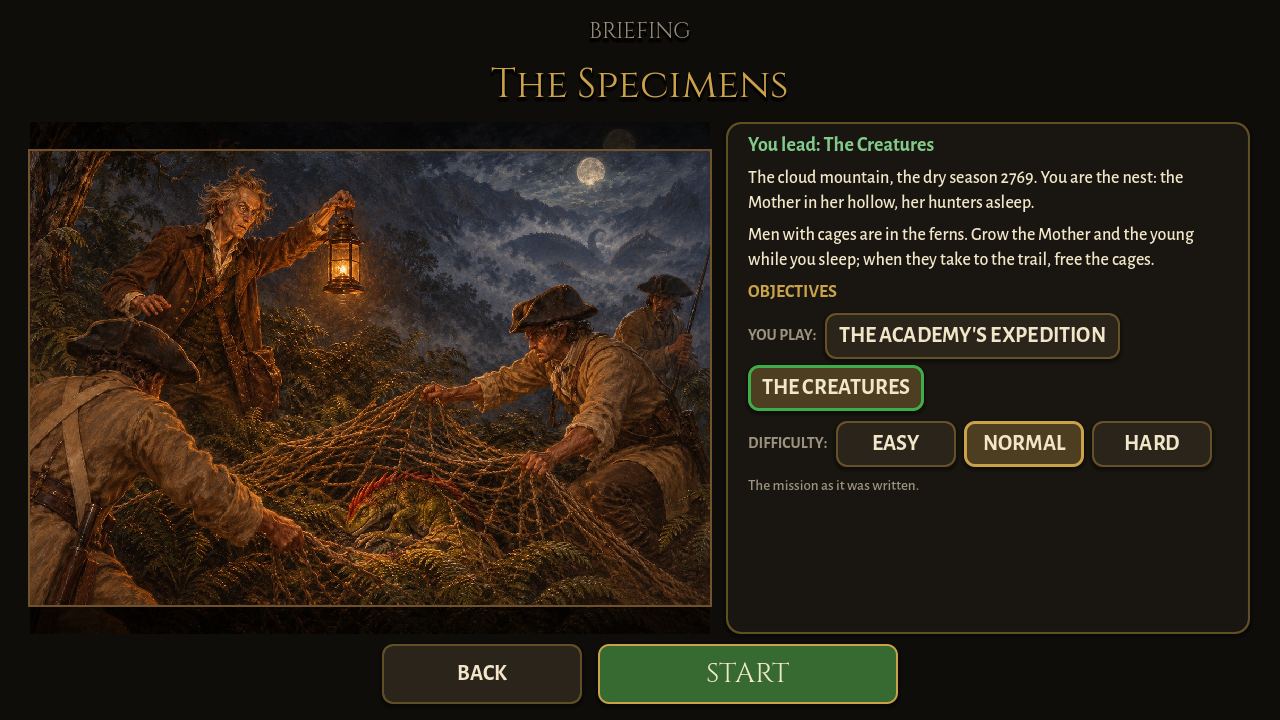 BRIEFING
The Specimens
You lead: The Creatures
The cloud mountain, the dry season 2769. You are the nest: the
Mother in her hollow, her hunters asleep.
Men with cages are in the ferns. Grow the Mother and the young
while you sleep; when they take to the trail, free the cages.
OBJECTIVES
YOU PLAY: THE ACADEMY'S EXPEDITION
THE CREATURES
DIFFICULTY: EASY NORMAL HARD
The mission as it was written.
BACK START